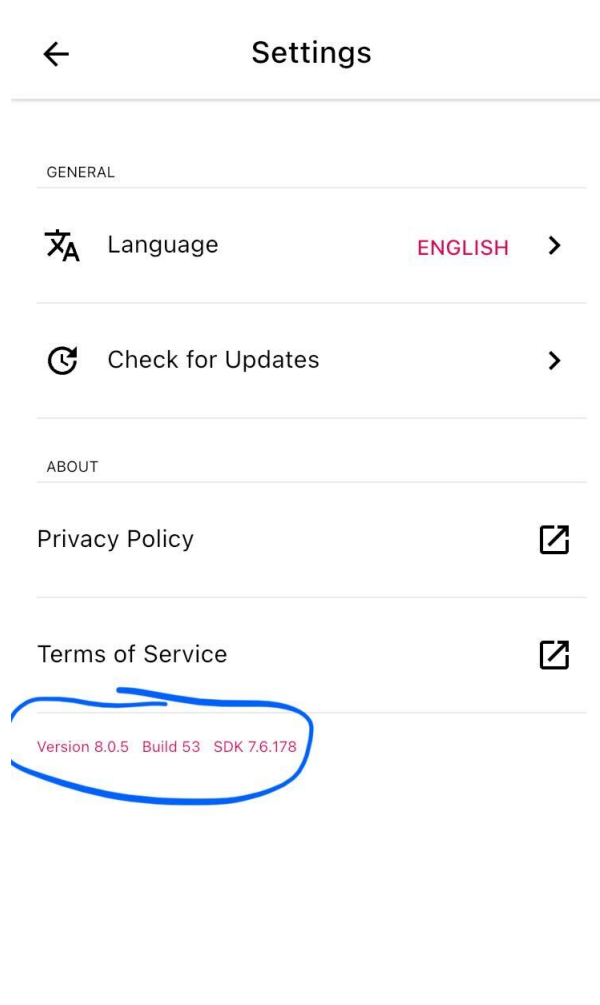 Settings
GENERAL
Language ENGLISH
Check for Updates
ABOUT
Privacy Policy
Terms of Service
Version 8.0.5 Build 53 SDK 7.6.178